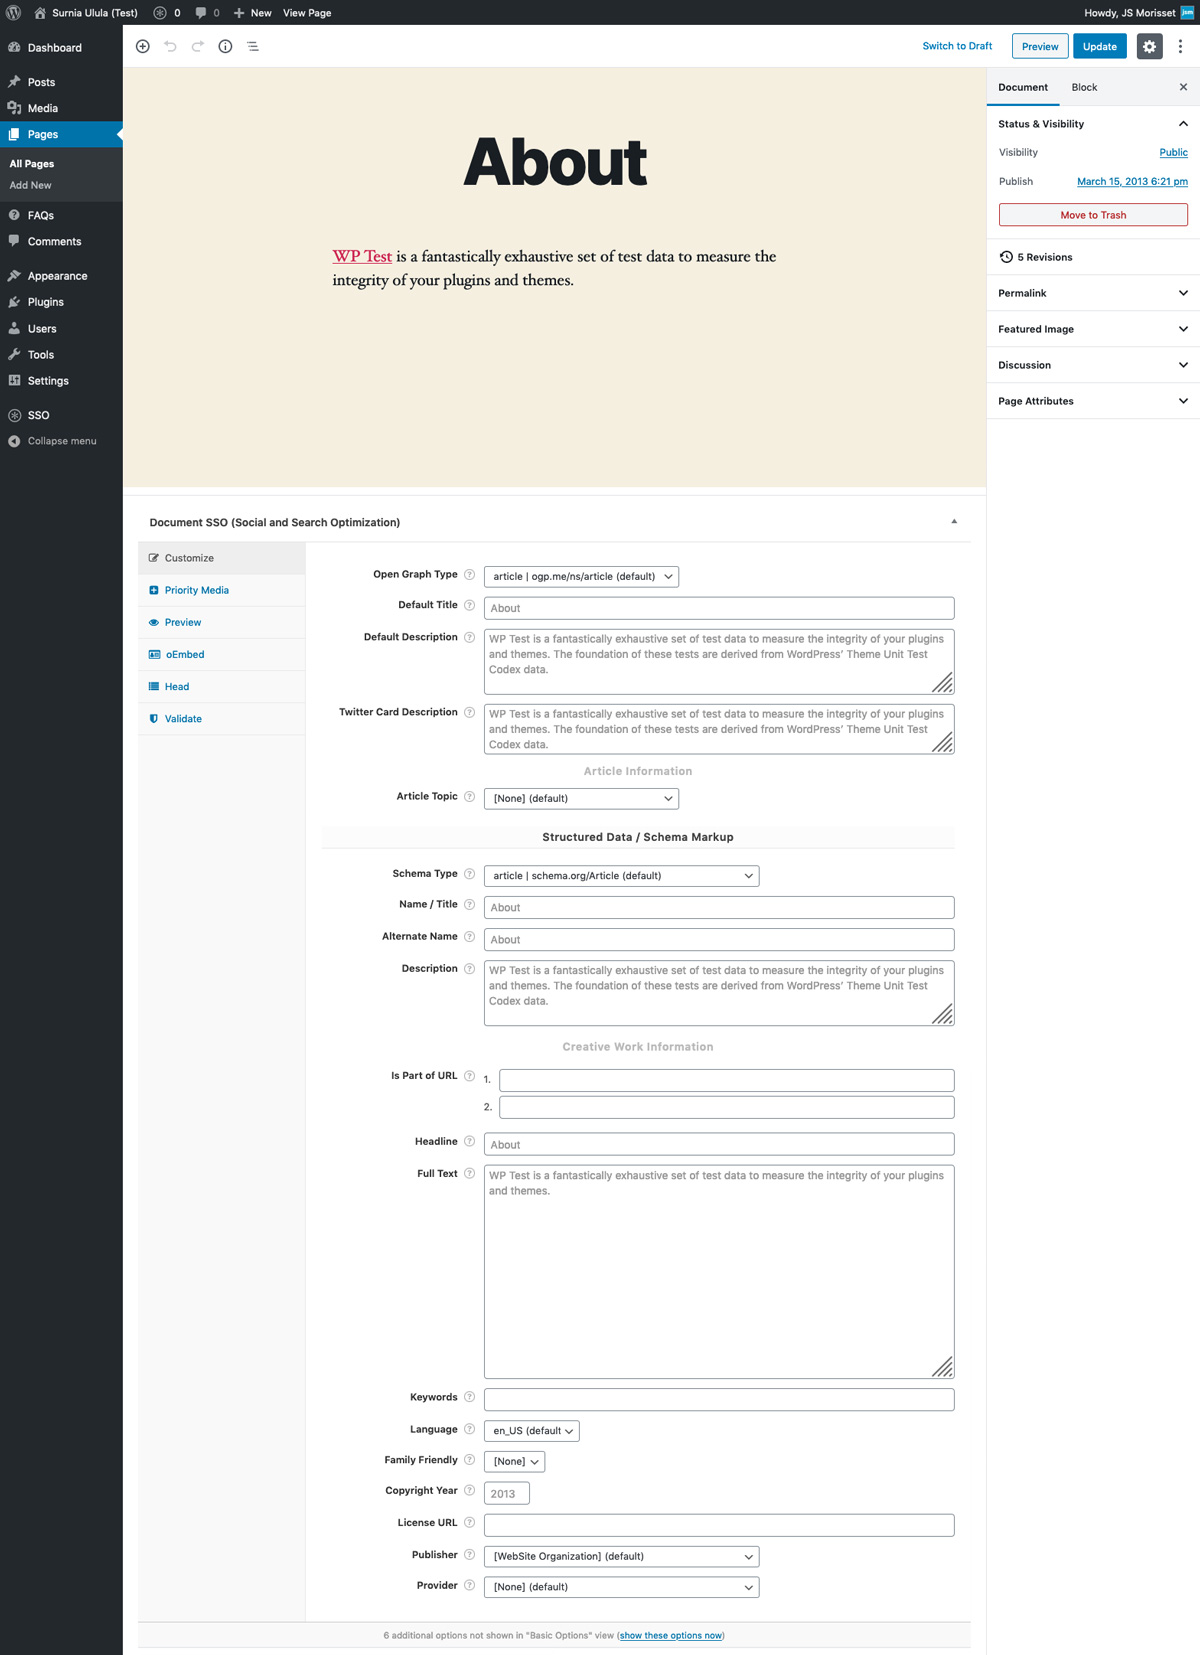 Surnia Ulula (Test) 0 0 New View Page Howdy, JS Morisset jsm
Dashboard
Posts
Media
Pages
All Pages
Add New
FAQs
Comments
Appearance
Plugins
Users
Tools
Settings
SSO
Collapse menu
Switch to Draft Preview Update
About
WP Test is a fantastically exhaustive set of test data to measure the
integrity of your plugins and themes.
Document Block
Status & Visibility
Visibility Public
Publish March 15, 2013 6:21 pm
Move to Trash
5 Revisions
Permalink
Featured Image
Discussion
Page Attributes
Document SSO (Social and Search Optimization)
Customize
Priority Media
Preview
oEmbed
Head
Validate
Open Graph Type ? article | ogp.me/ns/article (default)
Default Title ? About
Default Description ? WP Test is a fantastically exhaustive set of test data to measure the integrity of your plugins
and themes. The foundation of these tests are derived from WordPress’ Theme Unit Test
Codex data.
Twitter Card Description ? WP Test is a fantastically exhaustive set of test data to measure the integrity of your plugins
and themes. The foundation of these tests are derived from WordPress’ Theme Unit Test
Codex data.
Article Information
Article Topic ? [None] (default)
Structured Data / Schema Markup
Schema Type ? article | schema.org/Article (default)
Name / Title ? About
Alternate Name ? About
Description ? WP Test is a fantastically exhaustive set of test data to measure the integrity of your plugins
and themes. The foundation of these tests are derived from WordPress’ Theme Unit Test
Codex data.
Creative Work Information
Is Part of URL ? 1.
2.
Headline ? About
Full Text ? WP Test is a fantastically exhaustive set of test data to measure the integrity of your plugins
and themes.
Keywords ?
Language ? en_US (default
Family Friendly ? [None]
Copyright Year ? 2013
License URL ?
Publisher ? [WebSite Organization] (default)
Provider ? [None] (default)
6 additional options not shown in "Basic Options" view (show these options now)